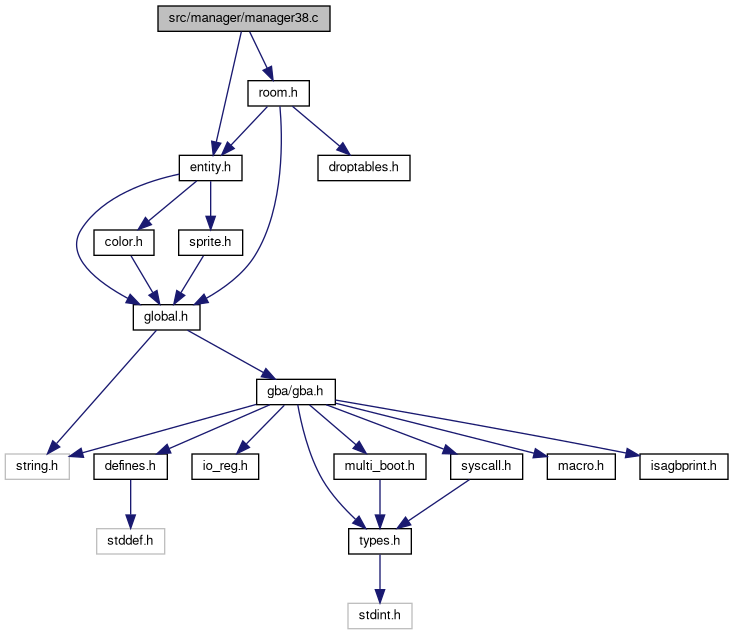 src/manager/manager38.c
room.h
entity.h
droptables.h
color.h
sprite.h
global.h
gba/gba.h
string.h
defines.h
io_reg.h
multi_boot.h
syscall.h
macro.h
isagbprint.h
stddef.h
types.h
stdint.h